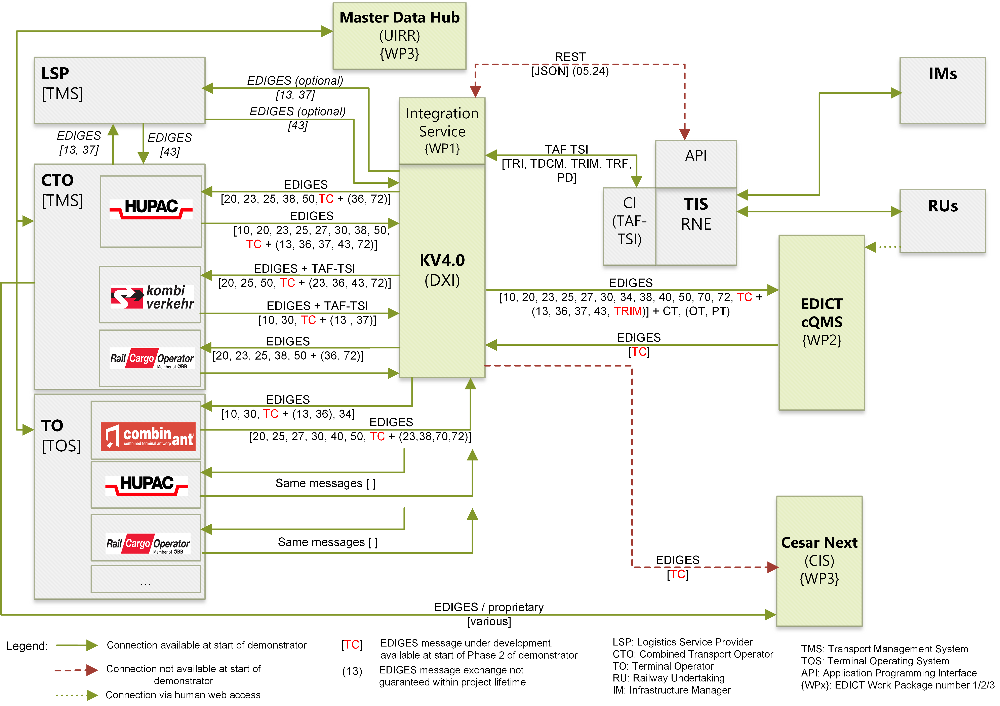 Master Data Hub
(UIRR)
{WP3}
LSP
[TMS]
EDIGES (optional)
[13, 37]
EDIGES (optional)
[43]
EDIGES
[13, 37]
EDIGES
[43]
REST
[JSON] (05.24)
IMs
Integration
Service
{WP1}
TAF TSI
[TRI, TDCM, TRIM, TRF,
PD]
API
CI
(TAF-
TSI)
TIS
RNE
RUs
CTO
[TMS]
HUPAC
EDIGES
[20, 23, 25, 38, 50,TC + (36, 72)]
EDIGES
[10, 20, 23, 25, 27, 30, 38, 50,
TC + (13, 36, 37, 43, 72)]
kombi
verkehr
EDIGES + TAF-TSI
[20, 25, 50, TC + (23, 36, 43, 72)]
EDIGES + TAF-TSI
[10, 30, TC + (13 , 37)]
Rail Cargo Operator
Member of ÖBB
EDIGES
[20, 23, 25, 38, 50 + (36, 72)]
KV4.0
(DXI)
EDIGES
[10, 20, 23, 25, 27, 30, 34, 38, 40, 50, 70, 72, TC +
(13, 36, 37, 43, TRIM)] + CT, (OT, PT)
EDIGES
[TC]
EDICT
cQMS
{WP2}
TO
[TOS]
combinant
combined terminal antwerp
EDIGES
[10, 30, TC + (13, 36), 34]
EDIGES
[20, 25, 27, 30, 40, 50, TC + (23,38,70,72)]
HUPAC
Same messages [ ]
Rail Cargo Operator
Member of ÖBB
Same messages [ ]
...
EDIGES
[TC]
Cesar Next
(CIS)
{WP3}
EDIGES / proprietary
[various]
Legend:
Connection available at start of demonstrator
Connection not available at start of
demonstrator
Connection via human web access
[TC]
EDIGES message under development,
available at start of Phase 2 of demonstrator
(13)
EDIGES message exchange not
guaranteed within project lifetime
LSP: Logistics Service Provider
CTO: Combined Transport Operator
TO: Terminal Operator
RU: Railway Undertaking
IM: Infrastructure Manager
TMS: Transport Management System
TOS: Terminal Operating System
API: Application Programming Interface
{WPx}: EDICT Work Package number 1/2/3